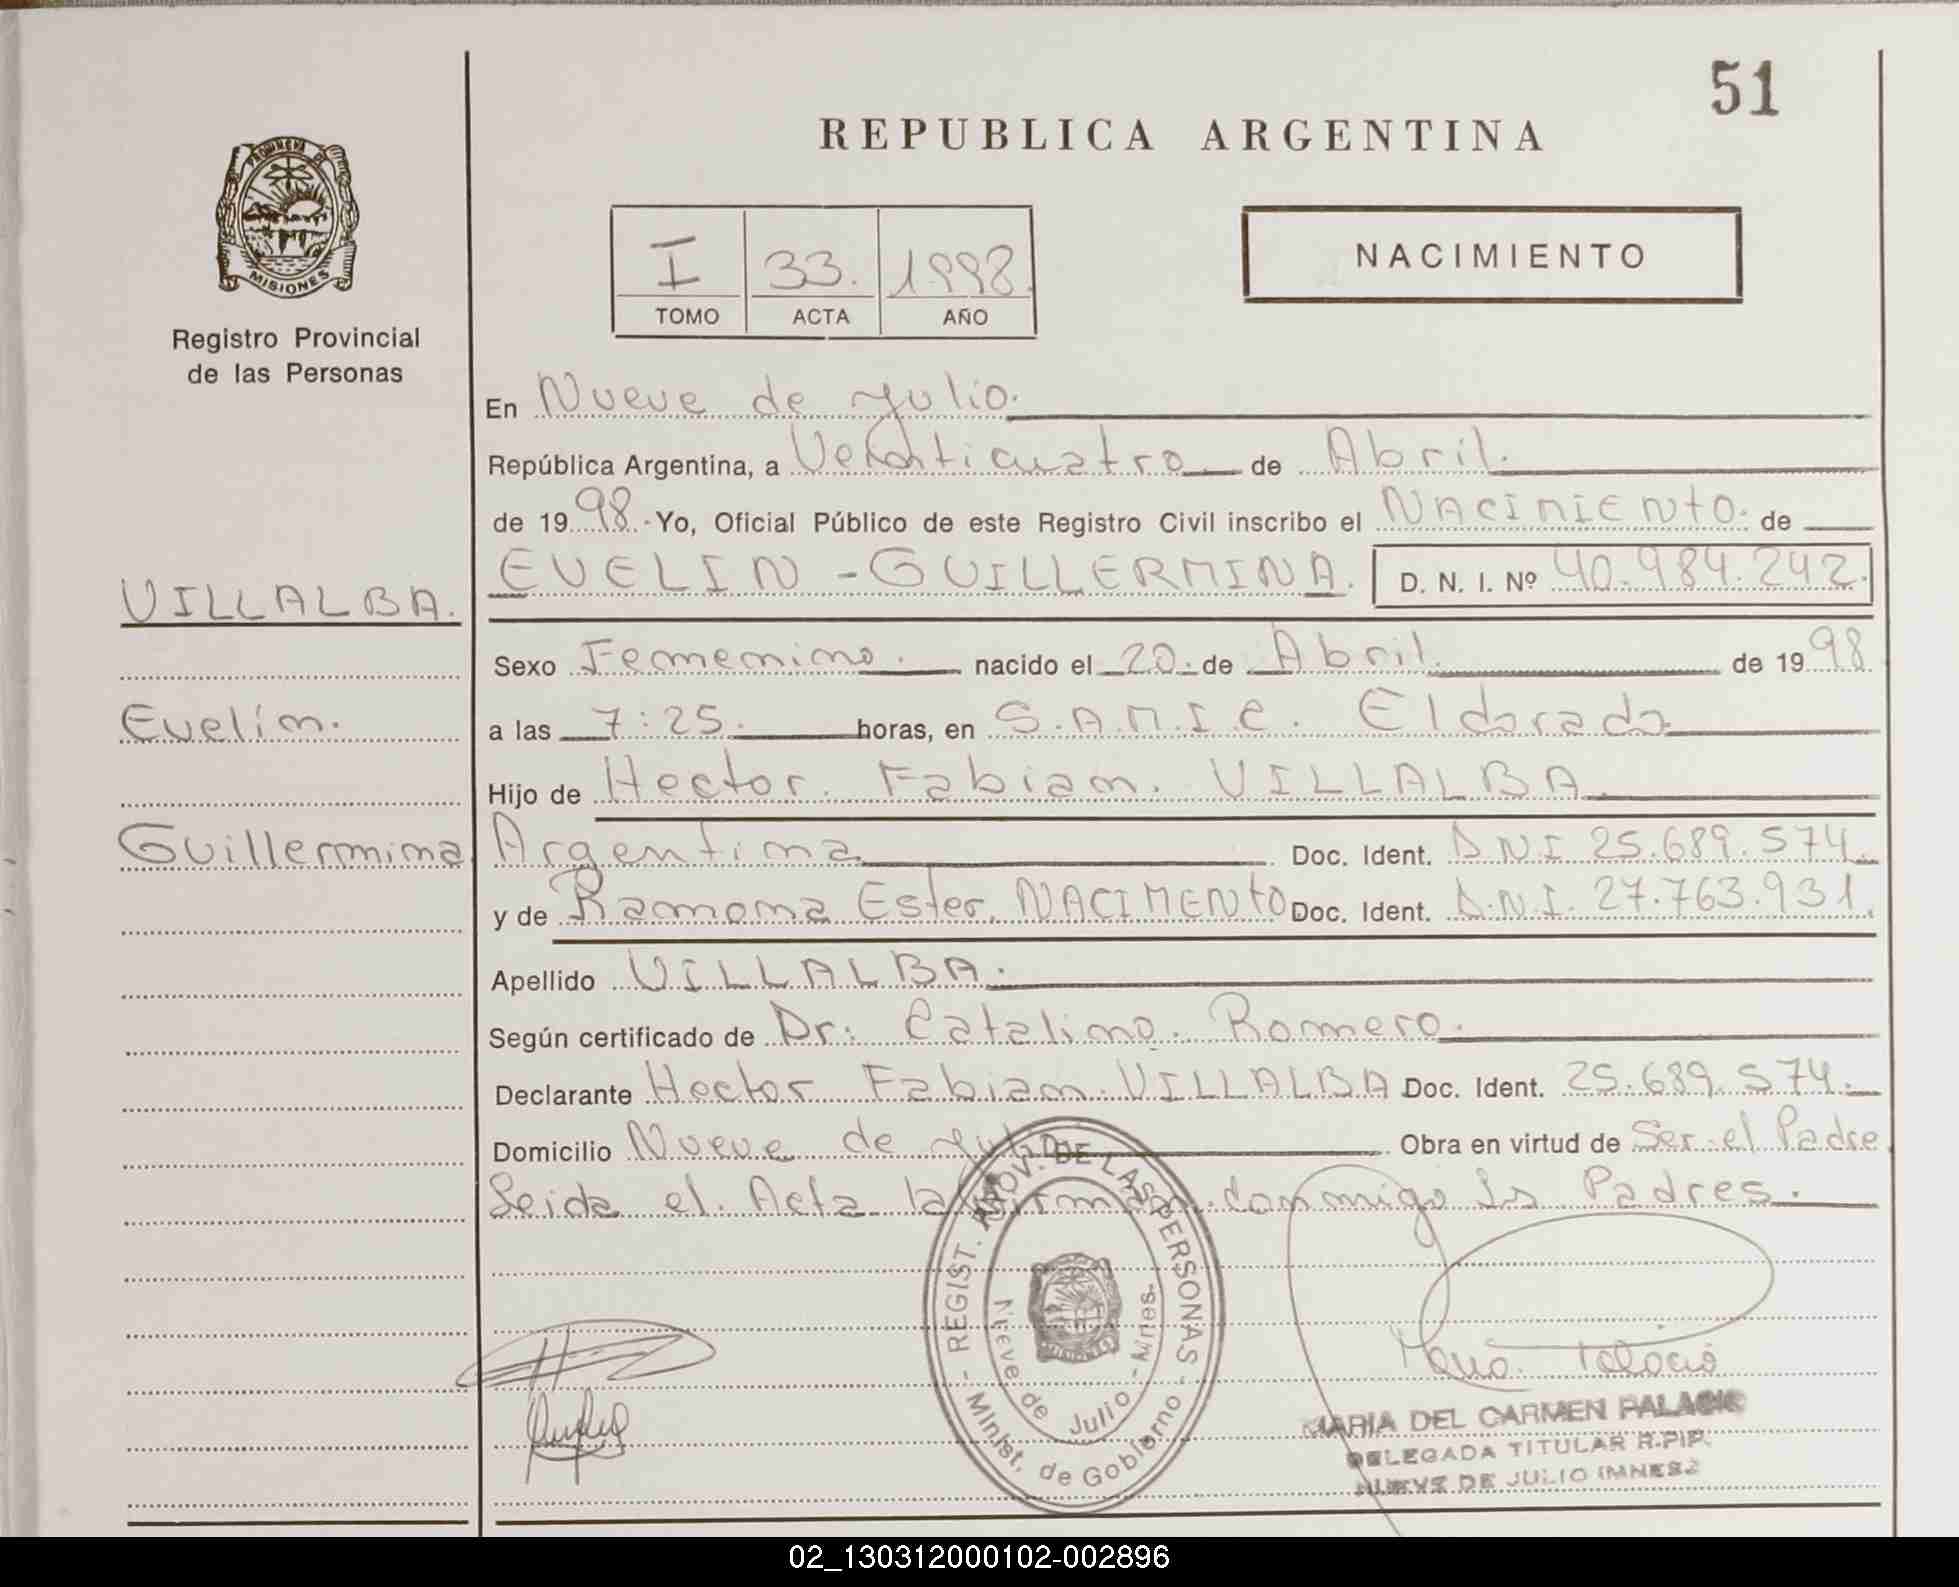 51
REPUBLICA ARGENTINA
PROVINCIA DE
MISIONES
Registro Provincial
de las Personas
I 33. 1998.
TOMO ACTA AÑO
NACIMIENTO
En Nueve de Julio.
República Argentina, a Veinticuatro de Abril.
de 1998.- Yo, Oficial Público de este Registro Civil inscribo el NACIMIENTO. de
VILLALBA.
EVELIN - GUILLERMINA. D. N. I. Nº 40.984.242.
Sexo Femenino. nacido el 20. de Abril. de 1998
Evelin.
a las 7:25. horas, en S.A.M.I.C. Eldorado
Hijo de Hector. Fabian. VILLALBA.
Guillermina.
Argentina Doc. Ident. D.N.I. 25.689.574.
y de Ramona Ester. NACIMENTO Doc. Ident. D.N.I. 27.763.931.
Apellido VILLALBA.
Según certificado de Dr: Catalino. Romero.
Declarante Hector Fabian. VILLALBA Doc. Ident. 25.689.574.
Domicilio Nueve de Julio Obra en virtud de Ser el Padre
Leida el. Acta la firman conmigo los Padres.
REGIST. PROV. DE LAS PERSONAS
- Minist. de Gobierno -
Nueve de Julio - Mnes.
Maria Palacio
MARIA DEL CARMEN PALACIO
DELEGADA TITULAR R.P.P.
NUEVE DE JULIO (MNES.)
02_130312000102-002896